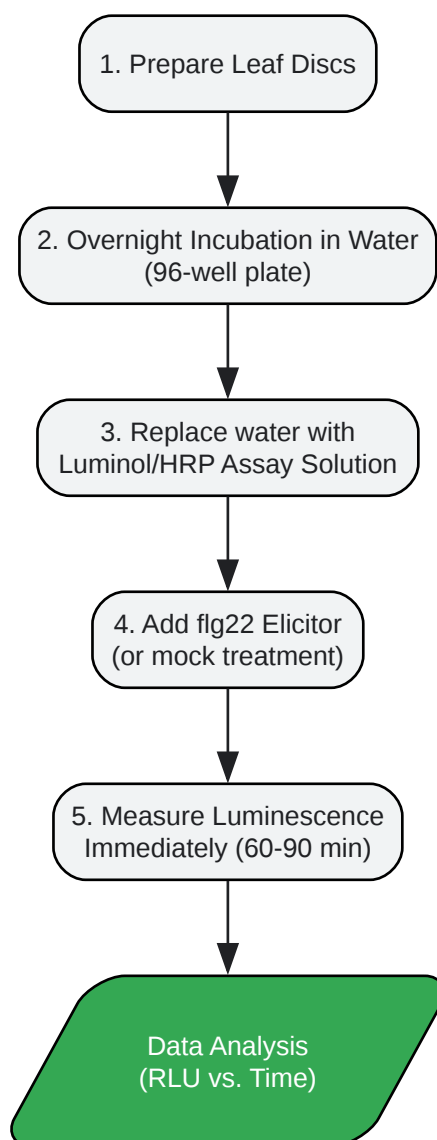 1. Prepare Leaf Discs
2. Overnight Incubation in Water
(96-well plate)
3. Replace water with
Luminol/HRP Assay Solution
4. Add flg22 Elicitor
(or mock treatment)
5. Measure Luminescence
Immediately (60-90 min)
Data Analysis
(RLU vs. Time)